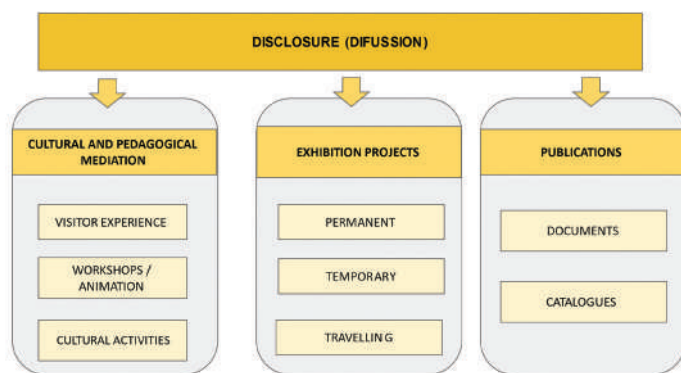 DISCLOSURE (DIFUSSION)
CULTURAL AND PEDAGOGICAL
MEDIATION
VISITOR EXPERIENCE
WORKSHOPS /
ANIMATION
CULTURAL ACTIVITIES
EXHIBITION PROJECTS
PERMANENT
TEMPORARY
TRAVELLING
PUBLICATIONS
DOCUMENTS
CATALOGUES